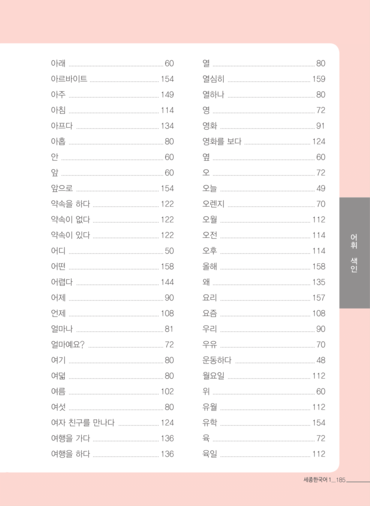 아래 60
아르바이트 154
아주 149
아침 114
아프다 134
아홉 80
안 60
앞 60
앞으로 154
약속을 하다 122
약속이 없다 122
약속이 있다 122
어디 50
어떤 158
어렵다 144
어제 90
언제 108
얼마나 81
얼마예요? 72
여기 80
여덟 80
여름 102
여섯 80
여자 친구를 만나다 124
여행을 가다 136
여행을 하다 136
열 80
열심히 159
열하나 80
영 72
영화 91
영화를 보다 124
옆 60
오 72
오늘 49
오렌지 70
오월 112
오전 114
오후 114
올해 158
왜 135
요리 157
요즘 108
우리 90
우유 70
운동하다 48
월요일 112
위 60
유월 112
유학 154
육 72
육일 112
어휘 색인
세종한국어 1_ 185